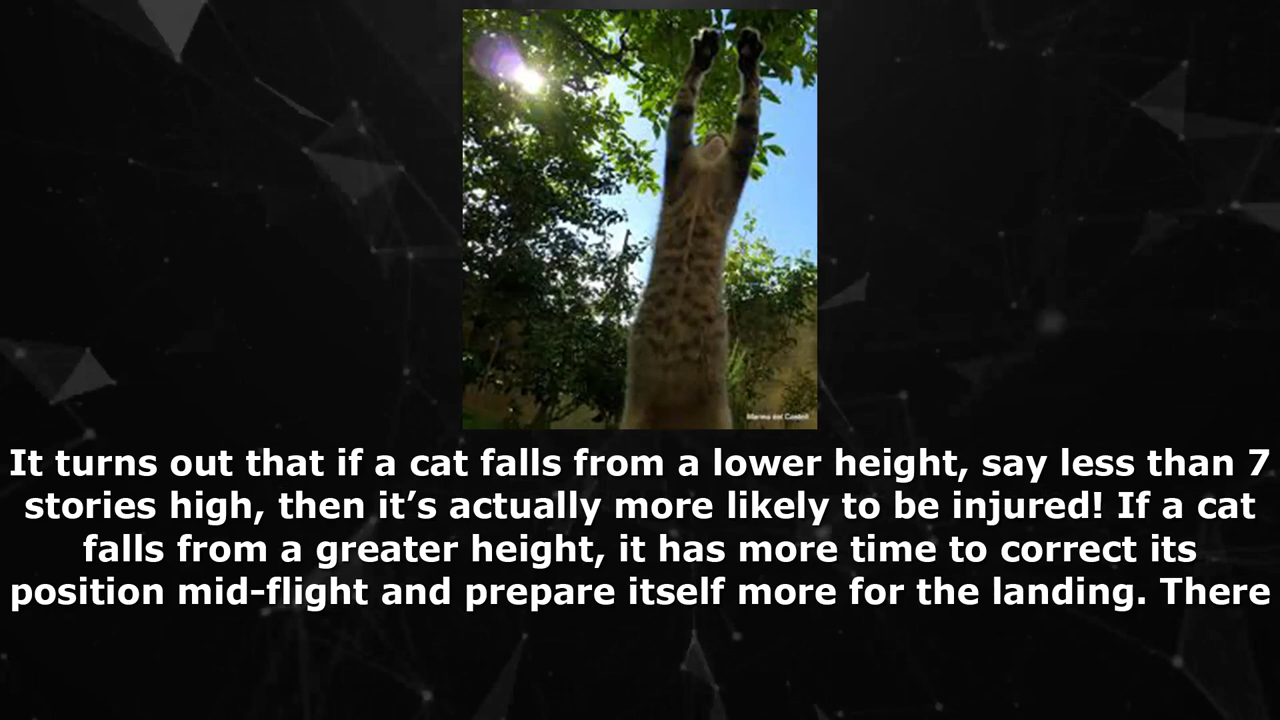 It turns out that if a cat falls from a lower height, say less than 7
stories high, then it’s actually more likely to be injured! If a cat
falls from a greater height, it has more time to correct its
position mid-flight and prepare itself more for the landing. There